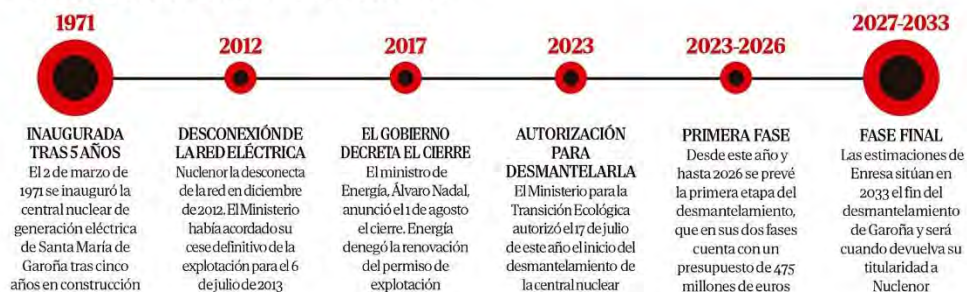 1971
INAUGURADA
TRAS 5 AÑOS
El 2 de marzo de
1971 se inauguró la
central nuclear de
generación eléctrica
de Santa María de
Garoña tras cinco
años en construcción
2012
DESCONEXIÓN DE
LA RED ELÉCTRICA
Nuclenor la desconecta
de la red en diciembre
de 2012. El Ministerio
había acordado su
cese definitivo de la
explotación para el 6
de julio de 2013
2017
EL GOBIERNO
DECRETA EL CIERRE
El ministro de
Energía, Álvaro Nadal,
anunció el 1 de agosto
el cierre. Energía
denegó la renovación
del permiso de
explotación
2023
AUTORIZACIÓN
PARA
DESMANTELARLA
El Ministerio para la
Transición Ecológica
autorizó el 17 de julio
de este año el inicio del
desmantelamiento de
la central nuclear
2023-2026
PRIMERA FASE
Desde este año y
hasta 2026 se prevé
la primera etapa del
desmantelamiento,
que en sus dos fases
cuenta con un
presupuesto de 475
millones de euros
2027-2033
FASE FINAL
Las estimaciones de
Enresa sitúan en
2033 el fin del
desmantelamiento
de Garoña y será
cuando devuelva su
titularidad a
Nuclenor